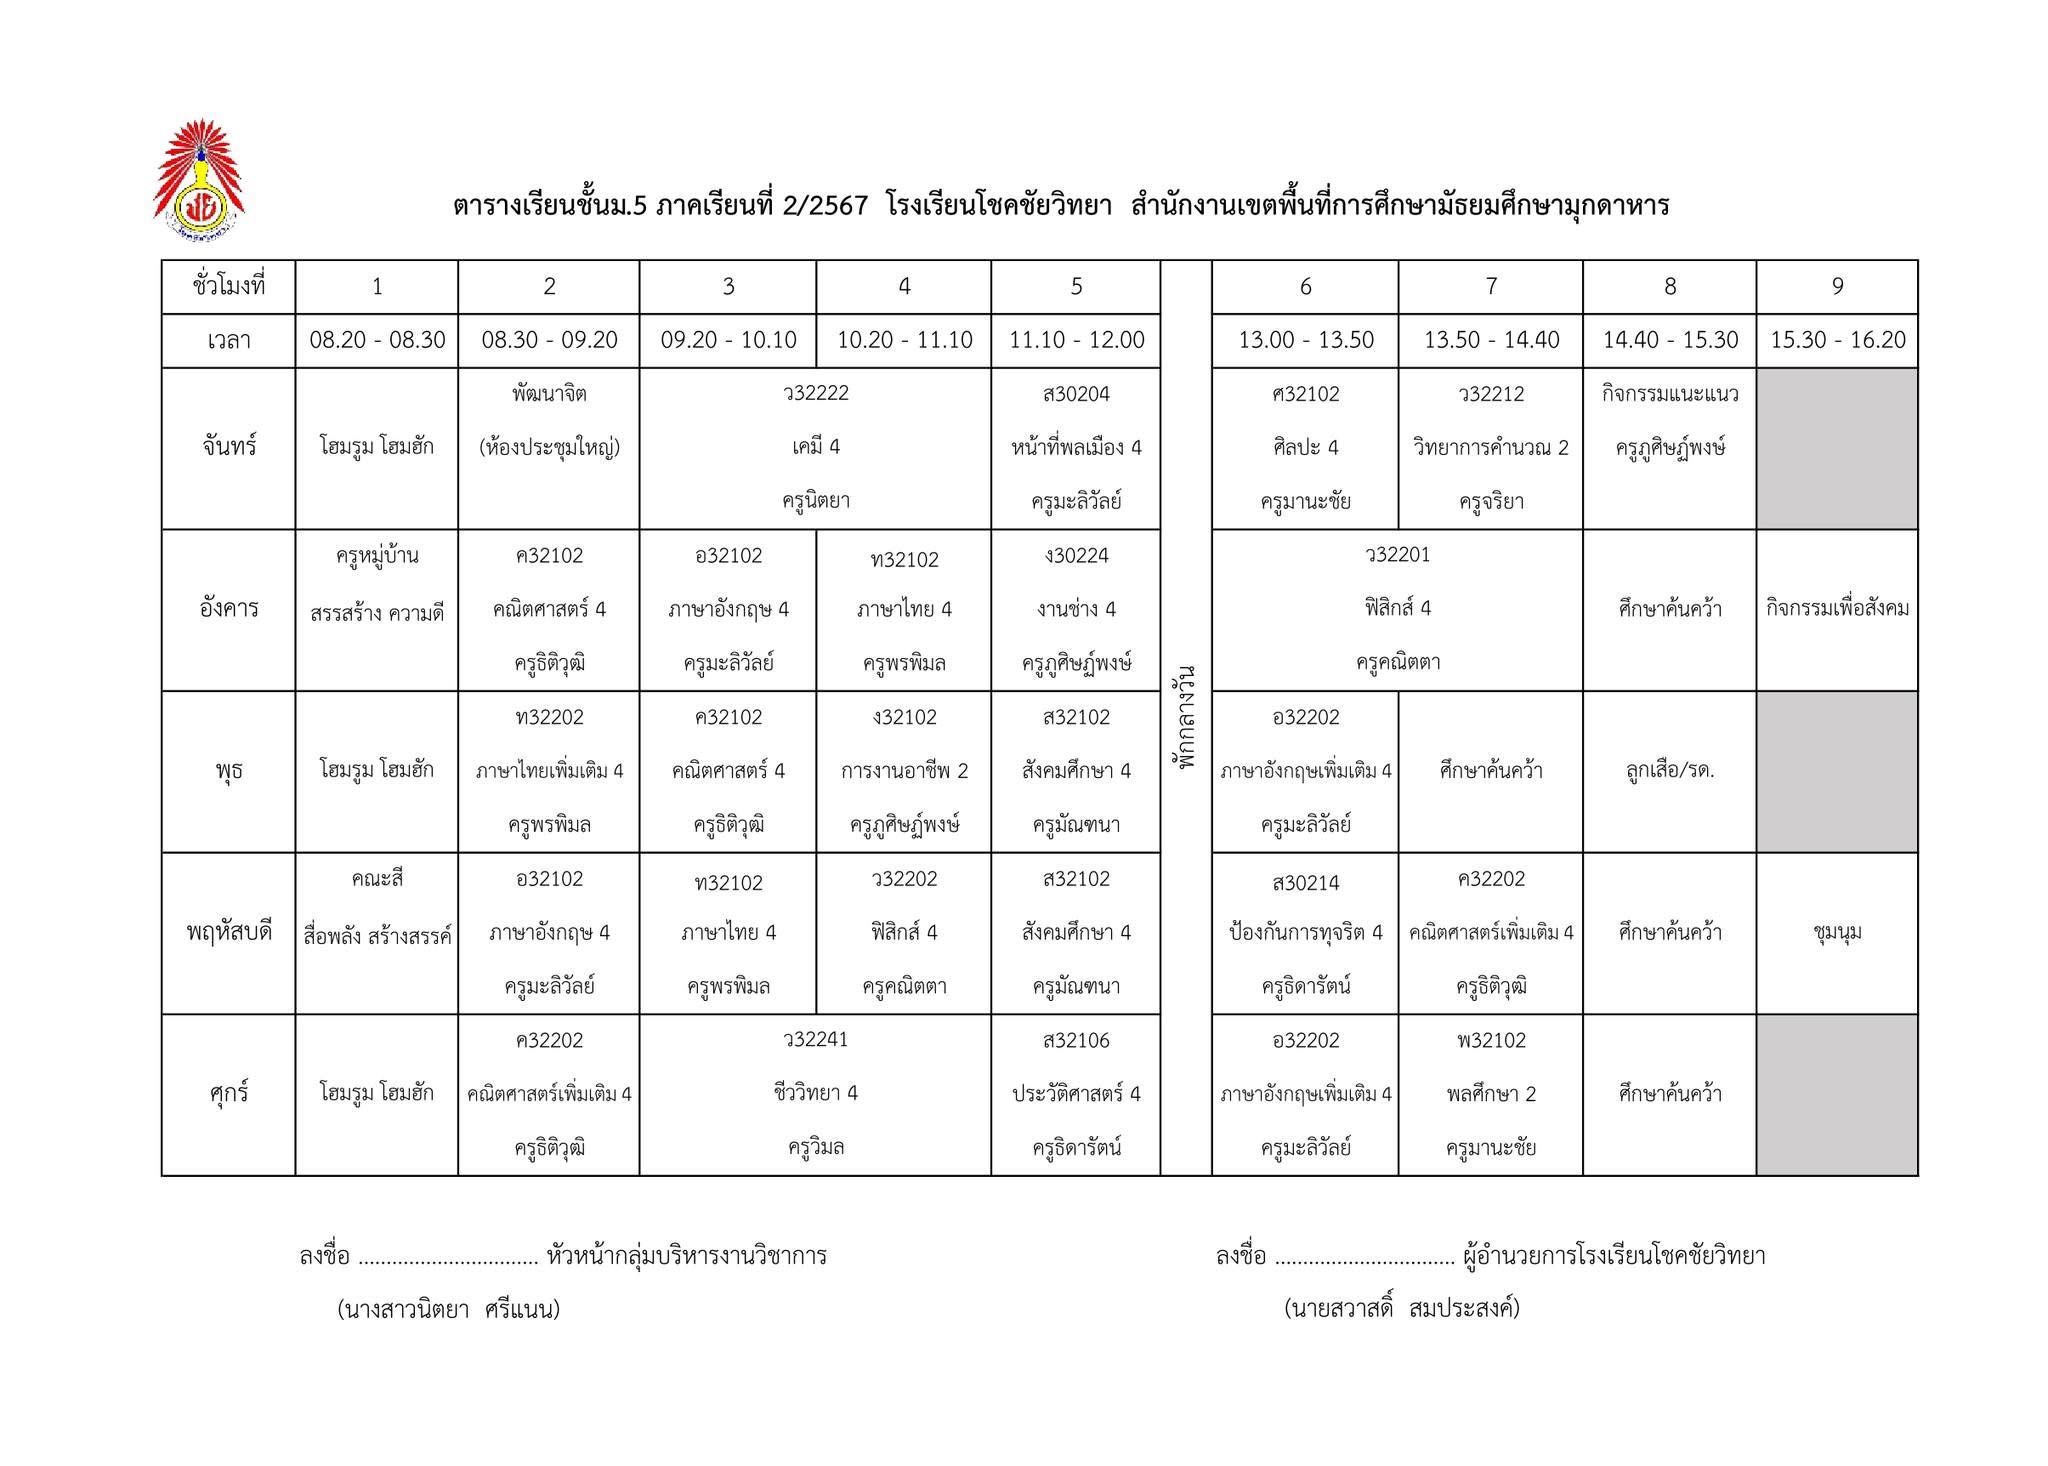 ตารางเรียนชั้นม.5 ภาคเรียนที่ 2/2567 โรงเรียนโชคชัยวิทยา สำนักงานเขตพื้นที่การศึกษามัธยมศึกษามุกดาหาร
ชั่วโมงที่ 1 2 3 4 5 6 7 8 9
เวลา 08.20 - 08.30 08.30 - 09.20 09.20 - 10.10 10.20 - 11.10 11.10 - 12.00 13.00 - 13.50 13.50 - 14.40 14.40 - 15.30 15.30 - 16.20
พักกลางวัน
พัฒนาจิต ว32222 ส30204 ศ32102 ว32212 กิจกรรมแนะแนว
จันทร์ โฮมรูม โฮมฮัก (ห้องประชุมใหญ่) เคมี 4 หน้าที่พลเมือง 4 ศิลปะ 4 วิทยาการคำนวณ 2 ครูภูศิษฏ์พงษ์
ครูนิตยา ครูมะลิวัลย์ ครูมานะชัย ครูจริยา
ครูหมู่บ้าน ค32102 อ32102 ท32102 ง30224 ว32201
อังคาร สรรสร้าง ความดี คณิตศาสตร์ 4 ภาษาอังกฤษ 4 ภาษาไทย 4 งานช่าง 4 ฟิสิกส์ 4 ศึกษาค้นคว้า กิจกรรมเพื่อสังคม
ครูธิติวุฒิ ครูมะลิวัลย์ ครูพรพิมล ครูภูศิษฏ์พงษ์ ครูคณิตตา
ท32202 ค32102 ง32102 ส32102 อ32202
พุธ โฮมรูม โฮมฮัก ภาษาไทยเพิ่มเติม 4 คณิตศาสตร์ 4 การงานอาชีพ 2 สังคมศึกษา 4 ภาษาอังกฤษเพิ่มเติม 4 ศึกษาค้นคว้า ลูกเสือ/รด.
ครูพรพิมล ครูธิติวุฒิ ครูภูศิษฏ์พงษ์ ครูมัณฑนา ครูมะลิวัลย์
คณะสี อ32102 ท32102 ว32202 ส32102 ส30214 ค32202
พฤหัสบดี สื่อพลัง สร้างสรรค์ ภาษาอังกฤษ 4 ภาษาไทย 4 ฟิสิกส์ 4 สังคมศึกษา 4 ป้องกันการทุจริต 4 คณิตศาสตร์เพิ่มเติม 4 ศึกษาค้นคว้า ชุมนุม
ครูมะลิวัลย์ ครูพรพิมล ครูคณิตตา ครูมัณฑนา ครูธิดารัตน์ ครูธิติวุฒิ
ค32202 ว32241 ส32106 อ32202 พ32102
ศุกร์ โฮมรูม โฮมฮัก คณิตศาสตร์เพิ่มเติม 4 ชีววิทยา 4 ประวัติศาสตร์ 4 ภาษาอังกฤษเพิ่มเติม 4 พลศึกษา 2 ศึกษาค้นคว้า
ครูธิติวุฒิ ครูวิมล ครูธิดารัตน์ ครูมะลิวัลย์ ครูมานะชัย
ลงชื่อ ................................ หัวหน้ากลุ่มบริหารงานวิชาการ ลงชื่อ ................................ ผู้อำนวยการโรงเรียนโชคชัยวิทยา
(นางสาวนิตยา ศรีแนน) (นายสวาสดิ์ สมประสงค์)